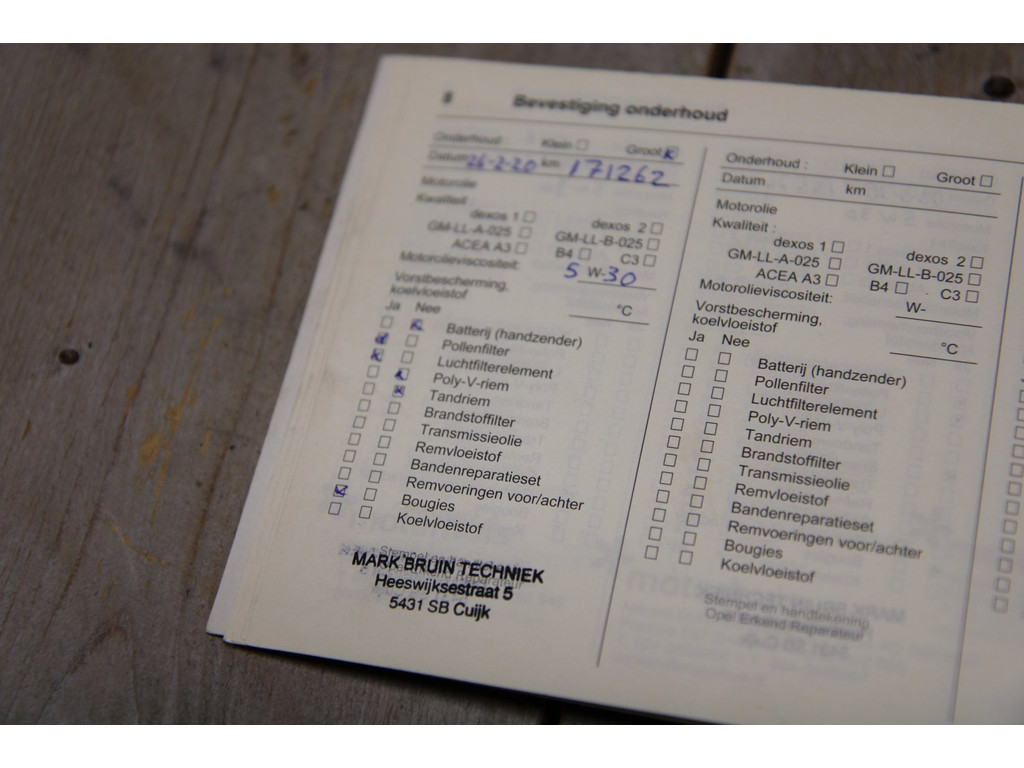 8 Bevestiging onderhoud
Onderhoud : Klein Groot
Datum 26-2-20 km 171262
Motorolie
Kwaliteit :
dexos 1 dexos 2
GM-LL-A-025 GM-LL-B-025
ACEA A3 B4 C3
Motorolieviscositeit: 5 W-30
Vorstbescherming,
koelvloeistof °C
Ja Nee
Batterij (handzender)
Pollenfilter
Luchtfilterelement
Poly-V-riem
Tandriem
Brandstoffilter
Transmissieolie
Remvloeistof
Bandenreparatieset
Remvoeringen voor/achter
Bougies
Koelvloeistof
MARK BRUIN TECHNIEK
Heeswijksestraat 5
5431 SB Cuijk
Onderhoud : Klein Groot
Datum km
Motorolie
Kwaliteit :
dexos 1 dexos 2
GM-LL-A-025 GM-LL-B-025
ACEA A3 B4 C3
Motorolieviscositeit: W-
Vorstbescherming,
koelvloeistof °C
Ja Nee
Batterij (handzender)
Pollenfilter
Luchtfilterelement
Poly-V-riem
Tandriem
Brandstoffilter
Transmissieolie
Remvloeistof
Bandenreparatieset
Remvoeringen voor/achter
Bougies
Koelvloeistof
Stempel en handtekening
Opel Erkend Reparateur